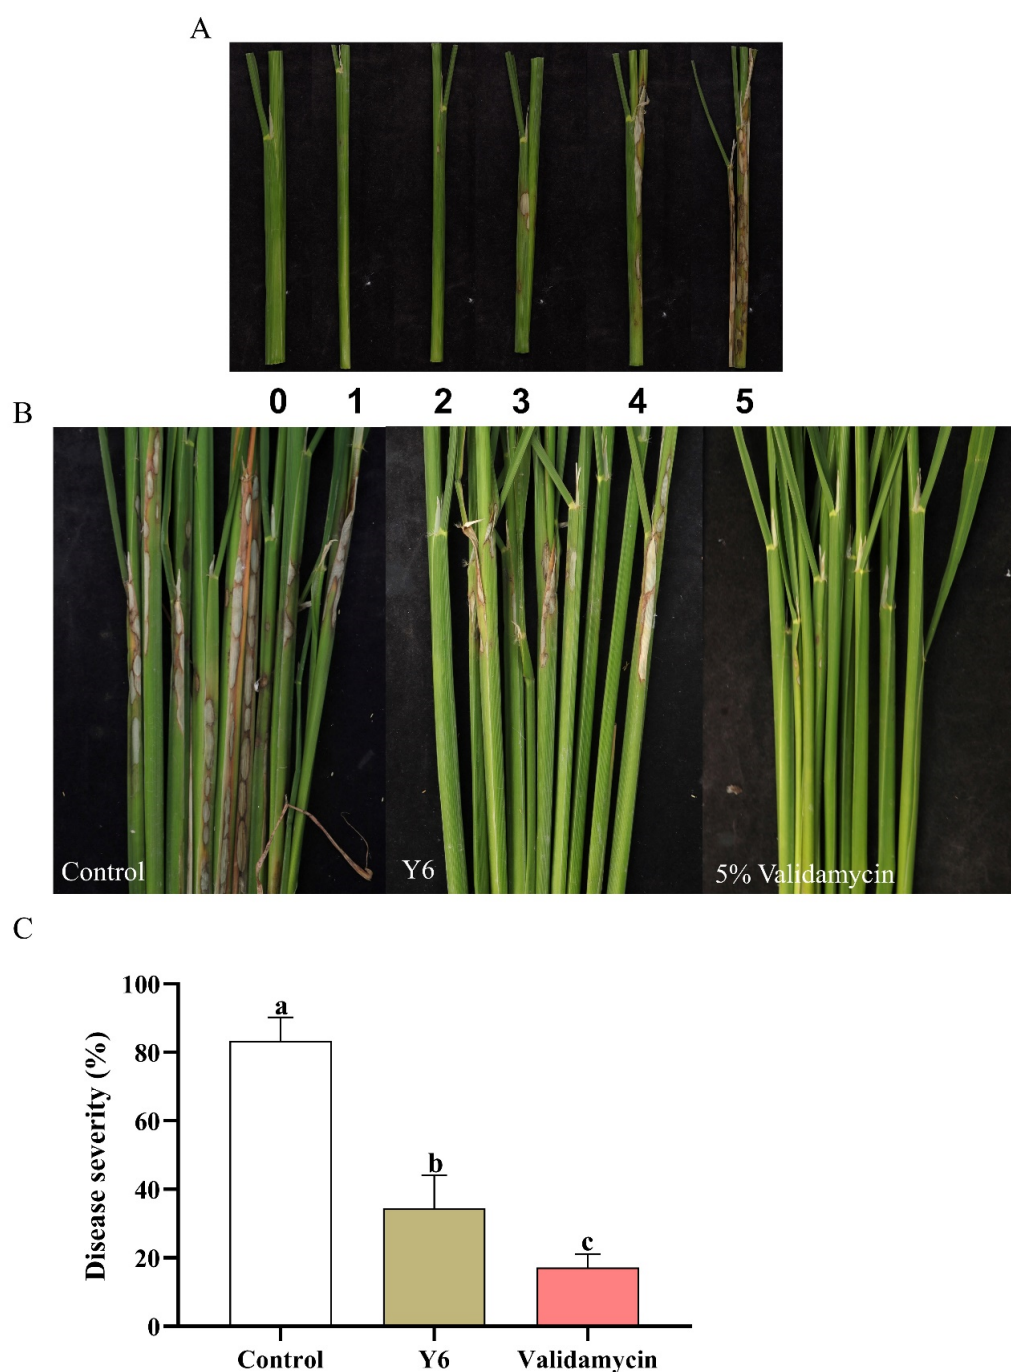 A
0 1 2 3 4 5
B
Control
Y6
5% Validamycin
C
Disease severity (%)
100
80
60
40
20
0
a
b
c
Control Y6 Validamycin